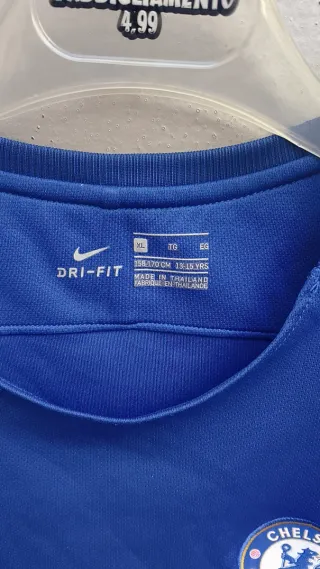 ABBIGLIAMENTO
4,99
DRI-FIT
XL TG EG
158-170 CM 13-15 YRS
MADE IN THAILAND
FABRIQUÉ EN THAÏLANDE
CHELS